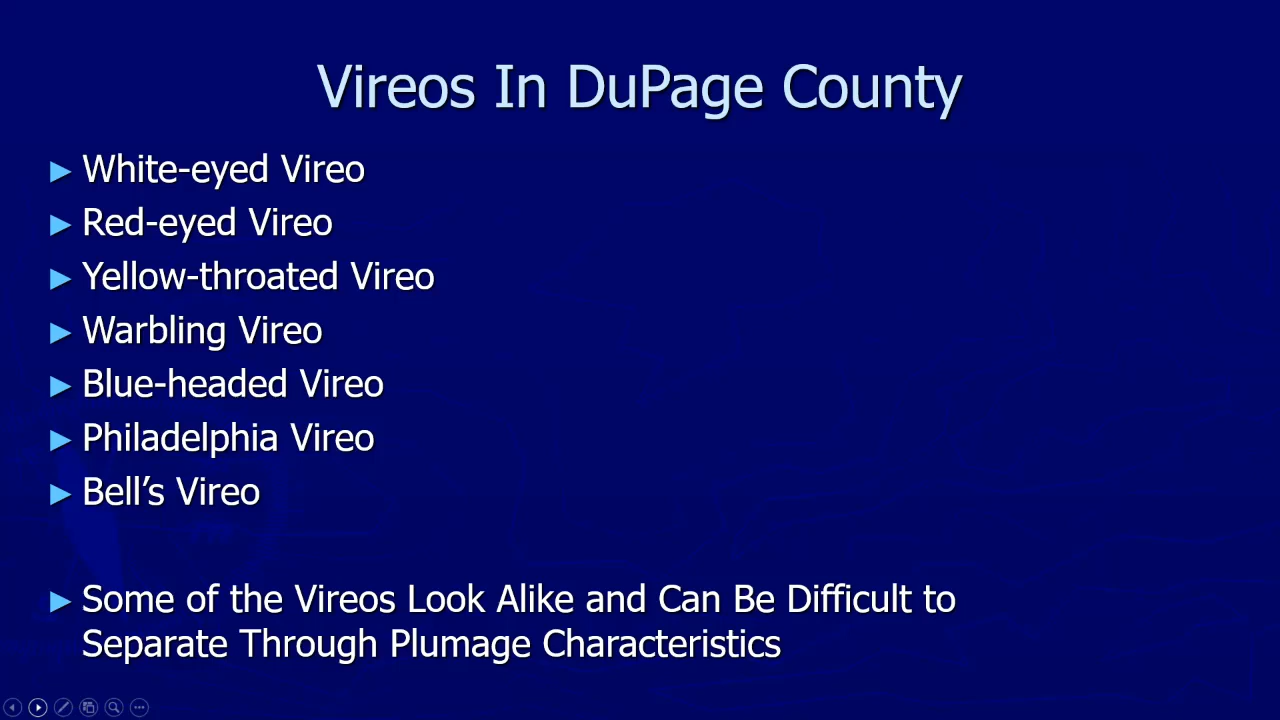 Vireos In DuPage County
► White-eyed Vireo
► Red-eyed Vireo
► Yellow-throated Vireo
► Warbling Vireo
► Blue-headed Vireo
► Philadelphia Vireo
► Bell’s Vireo
► Some of the Vireos Look Alike and Can Be Difficult to
Separate Through Plumage Characteristics